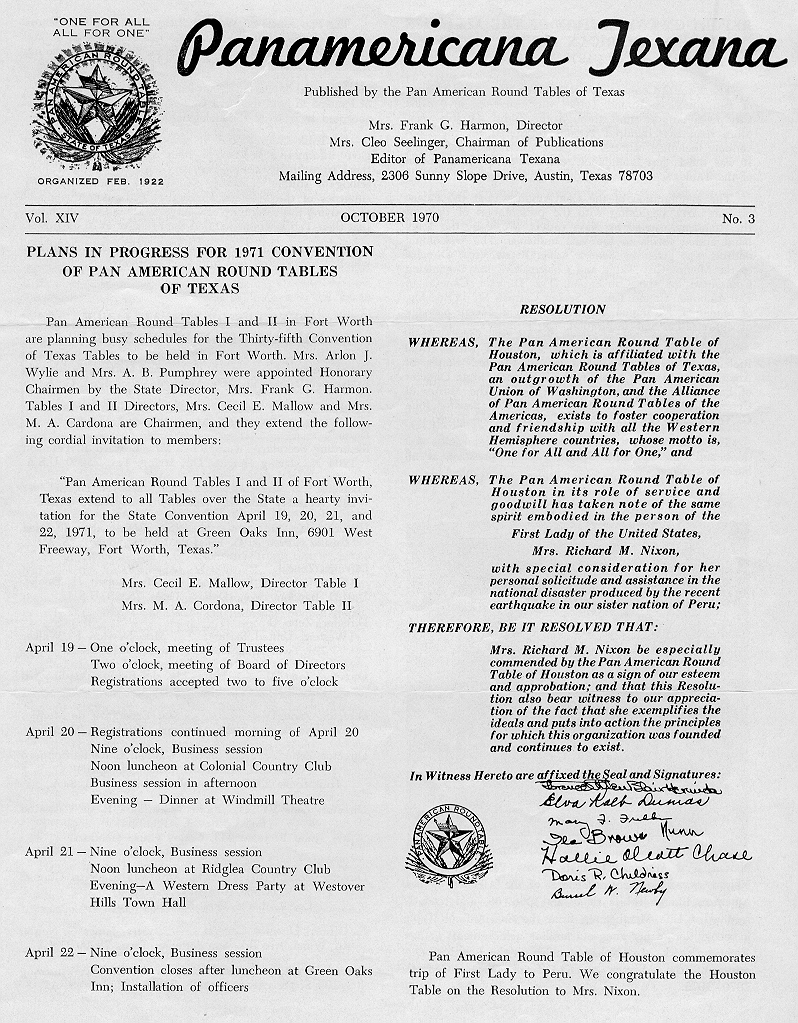 "ONE FOR ALL
ALL FOR ONE"
PAN AMERICAN ROUND TABLE
STATE OF TEXAS
ORGANIZED FEB. 1922
Panamericana Texana
Published by the Pan American Round Tables of Texas
Mrs. Frank G. Harmon, Director
Mrs. Cleo Seelinger, Chairman of Publications
Editor of Panamericana Texana
Mailing Address, 2306 Sunny Slope Drive, Austin, Texas 78703
Vol. XIV OCTOBER 1970 No. 3
PLANS IN PROGRESS FOR 1971 CONVENTION
OF PAN AMERICAN ROUND TABLES
OF TEXAS
Pan American Round Tables I and II in Fort Worth
are planning busy schedules for the Thirty-fifth Convention
of Texas Tables to be held in Fort Worth. Mrs. Arlon J.
Wylie and Mrs. A. B. Pumphrey were appointed Honorary
Chairmen by the State Director, Mrs. Frank G. Harmon.
Tables I and II Directors, Mrs. Cecil E. Mallow and Mrs.
M. A. Cardona are Chairmen, and they extend the follow-
ing cordial invitation to members:
"Pan American Round Tables I and II of Fort Worth,
Texas extend to all Tables over the State a hearty invi-
tation for the State Convention April 19, 20, 21, and
22, 1971, to be held at Green Oaks Inn, 6901 West
Freeway, Fort Worth, Texas."
Mrs. Cecil E. Mallow, Director Table I
Mrs. M. A. Cordona, Director Table II
April 19 — One o'clock, meeting of Trustees
Two o'clock, meeting of Board of Directors
Registrations accepted two to five o'clock
April 20 — Registrations continued morning of April 20
Nine o'clock, Business session
Noon luncheon at Colonial Country Club
Business session in afternoon
Evening — Dinner at Windmill Theatre
April 21 — Nine o'clock, Business session
Noon luncheon at Ridglea Country Club
Evening—A Western Dress Party at Westover
Hills Town Hall
April 22 — Nine o'clock, Business session
Convention closes after luncheon at Green Oaks
Inn; Installation of officers
RESOLUTION
WHEREAS, The Pan American Round Table of
Houston, which is affiliated with the
Pan American Round Tables of Texas,
an outgrowth of the Pan American
Union of Washington, and the Alliance
of Pan American Round Tables of the
Americas, exists to foster cooperation
and friendship with all the Western
Hemisphere countries, whose motto is,
"One for All and All for One," and
WHEREAS, The Pan American Round Table of
Houston in its role of service and
goodwill has taken note of the same
spirit embodied in the person of the
First Lady of the United States,
Mrs. Richard M. Nixon,
with special consideration for her
personal solicitude and assistance in the
national disaster produced by the recent
earthquake in our sister nation of Peru;
THEREFORE, BE IT RESOLVED THAT:
Mrs. Richard M. Nixon be especially
commended by the Pan American Round
Table of Houston as a sign of our esteem
and approbation; and that this Resolu-
tion also bear witness to our apprecia-
tion of the fact that she exemplifies the
ideals and puts into action the principles
for which this organization was founded
and continues to exist.
In Witness Hereto are affixed the Seal and Signatures:
Elva Kalb Dumas
Mary F.
Iea Brown Nunn
Hallie Olcott Chase
Doris R. Childress
N. Newby
PAN AMERICAN ROUND TABLE
Pan American Round Table of Houston commemorates
trip of First Lady to Peru. We congratulate the Houston
Table on the Resolution to Mrs. Nixon.